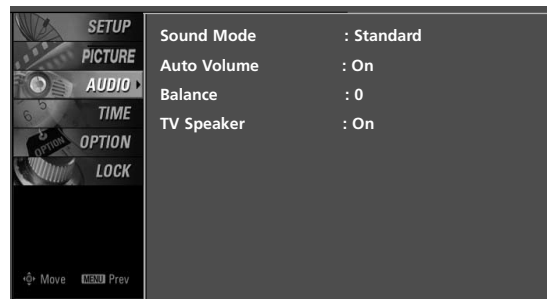 SETUP
PICTURE
AUDIO
TIME
OPTION
LOCK
Sound Mode : Standard
Auto Volume : On
Balance : 0
TV Speaker : On
Move MENU Prev